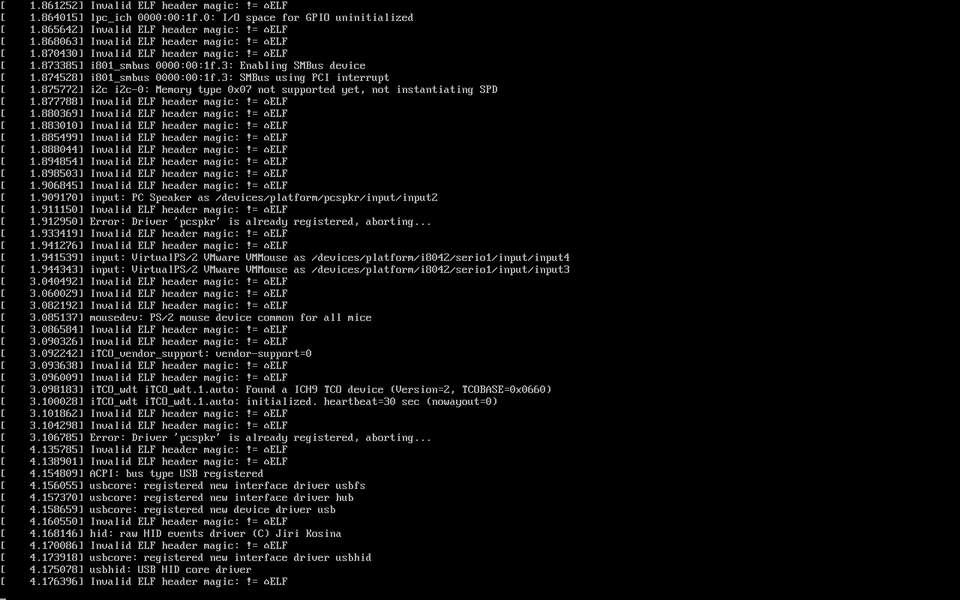 [    1.861252] Invalid ELF header magic: != ⌂ELF
[    1.864015] lpc_ich 0000:00:1f.0: I/O space for GPIO uninitialized
[    1.865642] Invalid ELF header magic: != ⌂ELF
[    1.868063] Invalid ELF header magic: != ⌂ELF
[    1.870430] Invalid ELF header magic: != ⌂ELF
[    1.873385] i801_smbus 0000:00:1f.3: Enabling SMBus device
[    1.874528] i801_smbus 0000:00:1f.3: SMBus using PCI interrupt
[    1.875772] i2c i2c-0: Memory type 0x07 not supported yet, not instantiating SPD
[    1.877788] Invalid ELF header magic: != ⌂ELF
[    1.880369] Invalid ELF header magic: != ⌂ELF
[    1.883010] Invalid ELF header magic: != ⌂ELF
[    1.885499] Invalid ELF header magic: != ⌂ELF
[    1.888044] Invalid ELF header magic: != ⌂ELF
[    1.894854] Invalid ELF header magic: != ⌂ELF
[    1.898503] Invalid ELF header magic: != ⌂ELF
[    1.906845] Invalid ELF header magic: != ⌂ELF
[    1.909170] input: PC Speaker as /devices/platform/pcspkr/input/input2
[    1.911150] Invalid ELF header magic: != ⌂ELF
[    1.912950] Error: Driver 'pcspkr' is already registered, aborting...
[    1.933419] Invalid ELF header magic: != ⌂ELF
[    1.941276] Invalid ELF header magic: != ⌂ELF
[    1.941539] input: VirtualPS/2 VMware VMMouse as /devices/platform/i8042/serio1/input/input4
[    1.944343] input: VirtualPS/2 VMware VMMouse as /devices/platform/i8042/serio1/input/input3
[    3.040492] Invalid ELF header magic: != ⌂ELF
[    3.060029] Invalid ELF header magic: != ⌂ELF
[    3.082192] Invalid ELF header magic: != ⌂ELF
[    3.085137] mousedev: PS/2 mouse device common for all mice
[    3.086584] Invalid ELF header magic: != ⌂ELF
[    3.090326] Invalid ELF header magic: != ⌂ELF
[    3.092242] iTCO_vendor_support: vendor-support=0
[    3.093638] Invalid ELF header magic: != ⌂ELF
[    3.096009] Invalid ELF header magic: != ⌂ELF
[    3.098183] iTCO_wdt iTCO_wdt.1.auto: Found a ICH9 TCO device (Version=2, TCOBASE=0x0660)
[    3.100028] iTCO_wdt iTCO_wdt.1.auto: initialized. heartbeat=30 sec (nowayout=0)
[    3.101862] Invalid ELF header magic: != ⌂ELF
[    3.104298] Invalid ELF header magic: != ⌂ELF
[    3.106785] Error: Driver 'pcspkr' is already registered, aborting...
[    4.135785] Invalid ELF header magic: != ⌂ELF
[    4.138901] Invalid ELF header magic: != ⌂ELF
[    4.154809] ACPI: bus type USB registered
[    4.156055] usbcore: registered new interface driver usbfs
[    4.157370] usbcore: registered new interface driver hub
[    4.158659] usbcore: registered new device driver usb
[    4.160550] Invalid ELF header magic: != ⌂ELF
[    4.168146] hid: raw HID events driver (C) Jiri Kosina
[    4.170086] Invalid ELF header magic: != ⌂ELF
[    4.173918] usbcore: registered new interface driver usbhid
[    4.175078] usbhid: USB HID core driver
[    4.176396] Invalid ELF header magic: != ⌂ELF